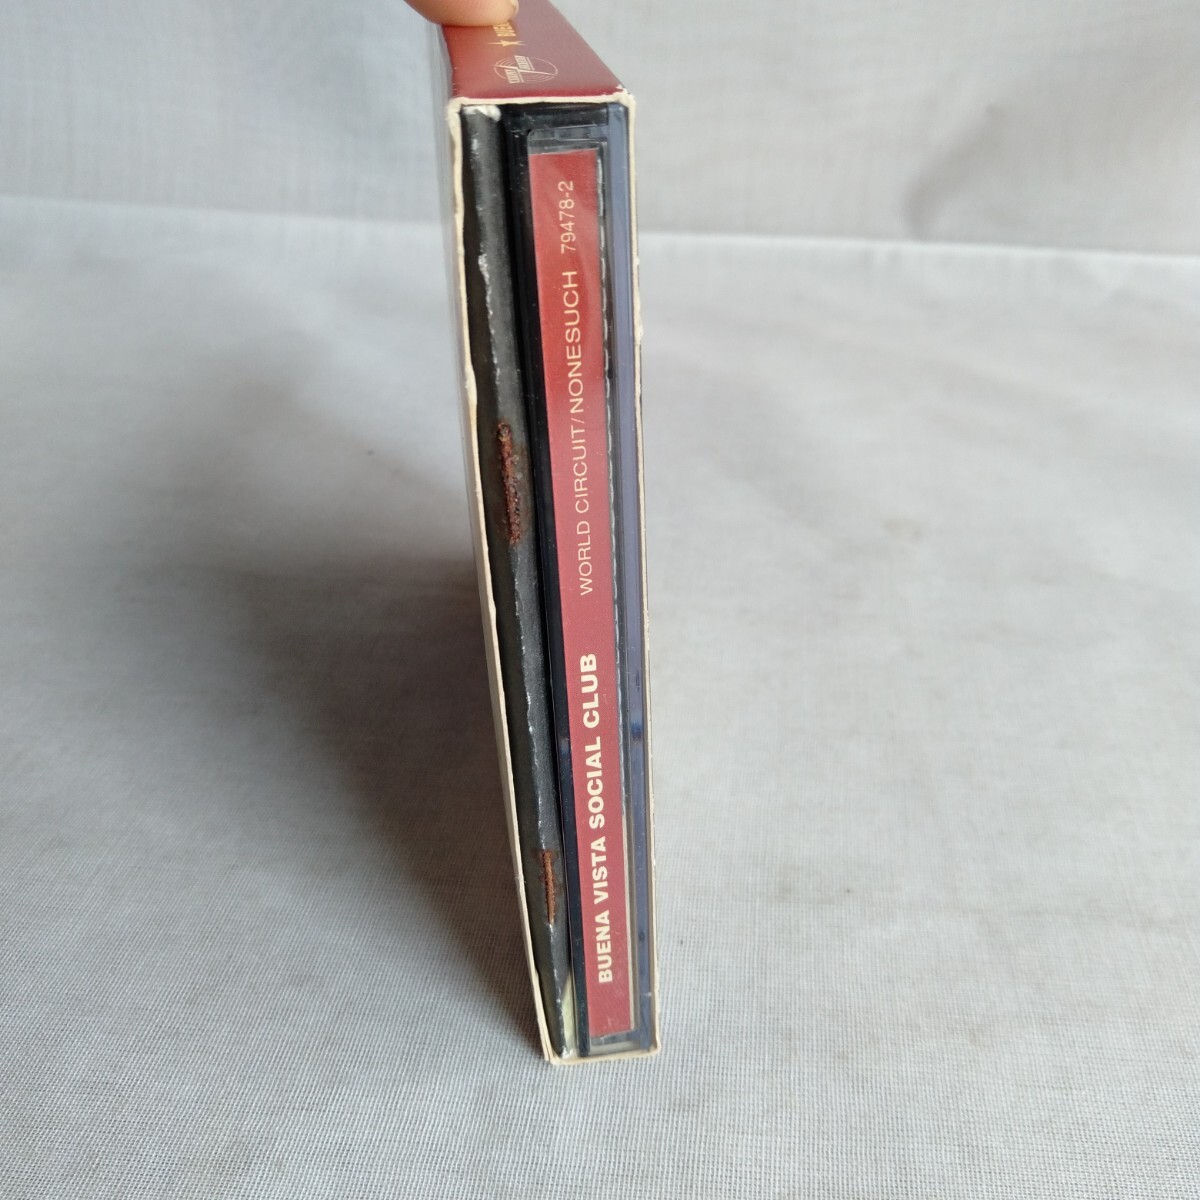 BUENA VISTA SOCIAL CLUB WORLD CIRCUIT/NONESUCH 79478-2